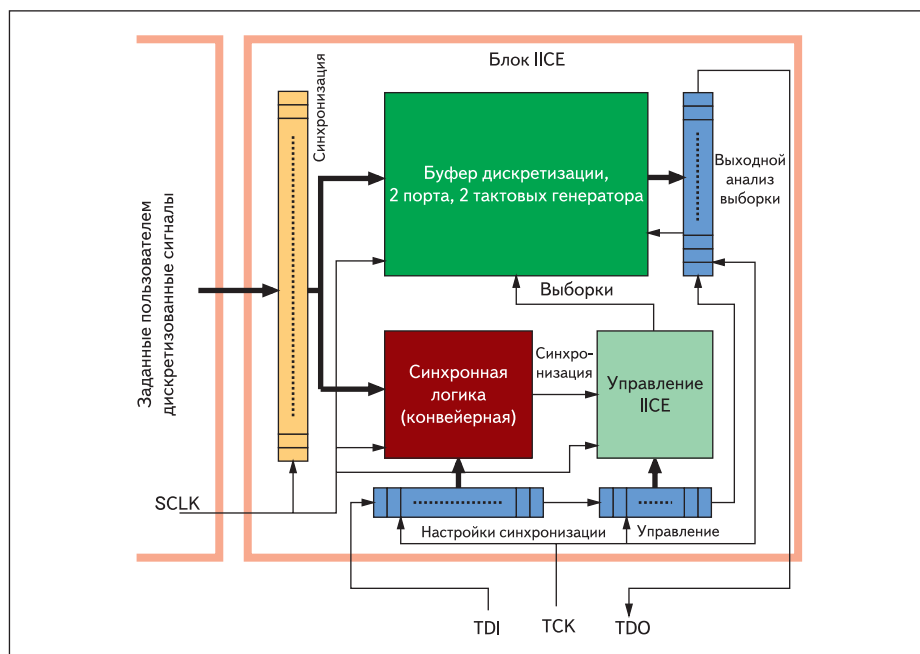 Блок IICE
Синхронизация
Заданные пользователем
дискретизованные сигналы
Буфер дискретизации,
2 порта, 2 тактовых генератора
Выходной
анализ
выборки
Выборки
Синхронная
логика
(конвейерная)
Синхро-
низация
Управление
IICE
SCLK
Настройки синхронизации
Управление
TDI
TCK
TDO